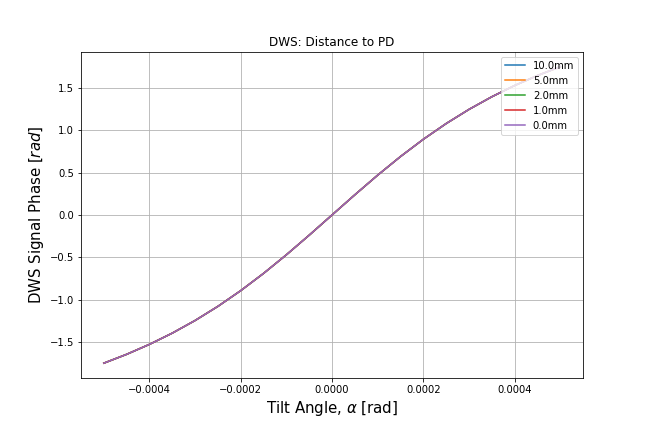 DWS: Distance to PD
10.0mm
5.0mm
2.0mm
1.0mm
0.0mm
1.5
1.0
0.5
0.0
−0.5
−1.0
−1.5
DWS Signal Phase [rad]
−0.0004
−0.0002
0.0000
0.0002
0.0004
Tilt Angle, α [rad]